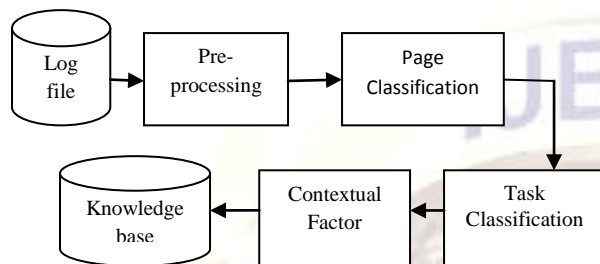 Log
file
Pre-
processing
Page
Classification
Knowledge
base
Contextual
Factor
Task
Classification